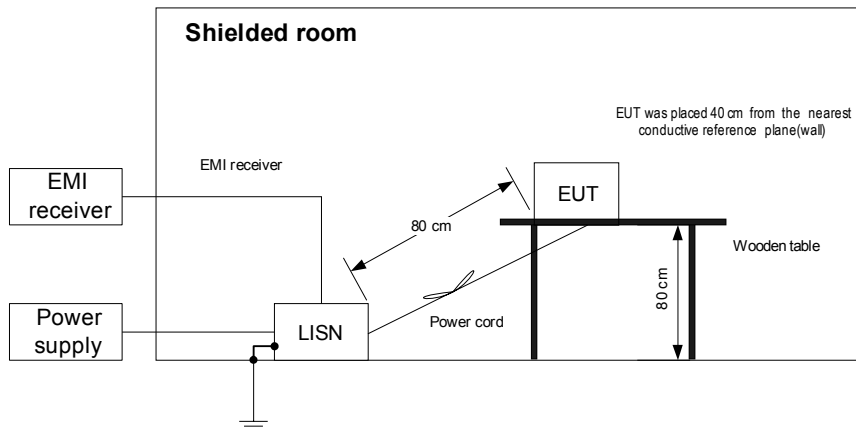 Shielded room
EUT was placed 40 cm from the nearest
conductive reference plane(wall)
EMI receiver
EMI
receiver
EUT
80 cm
Wooden table
80 cm
Power
supply
LISN
Power cord